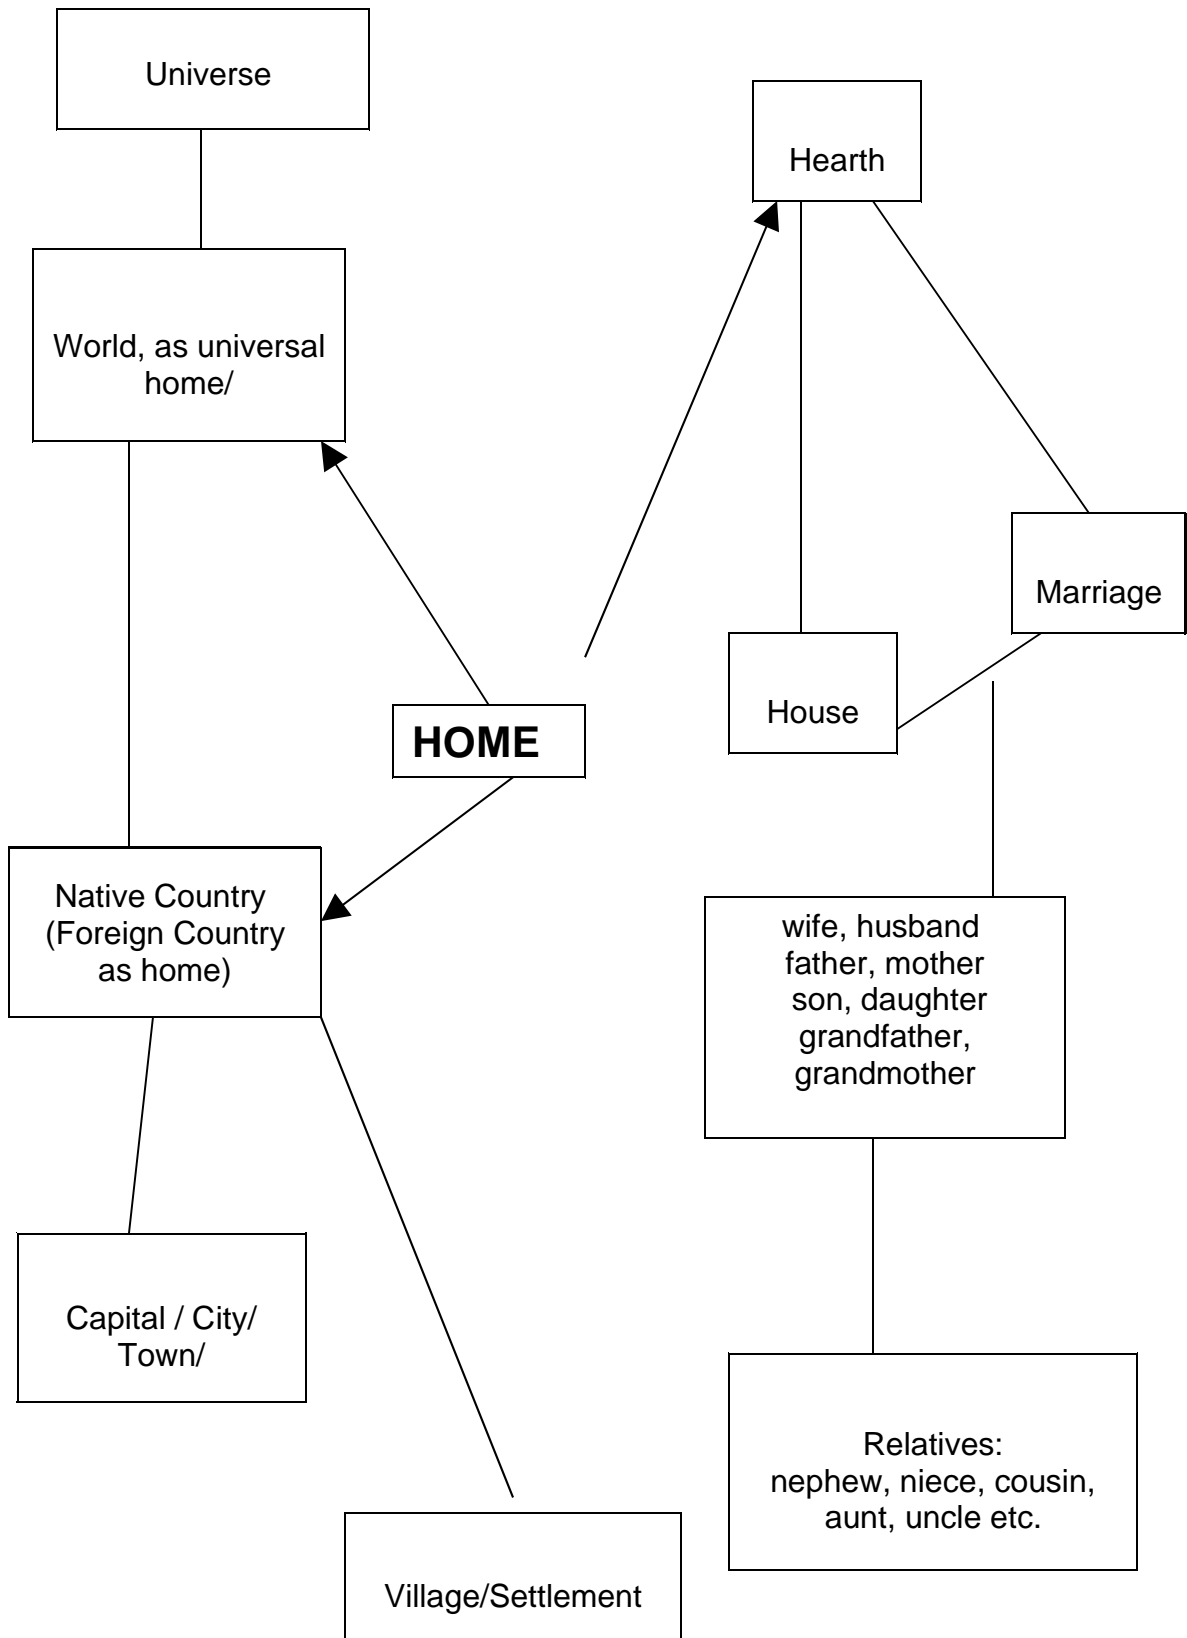 Universe
Hearth
World, as universal
home/
Marriage
House
HOME
Native Country
(Foreign Country
as home)
wife, husband
father, mother
son, daughter
grandfather,
grandmother
Capital / City/
Town/
Relatives:
nephew, niece, cousin,
aunt, uncle etc.
Village/Settlement